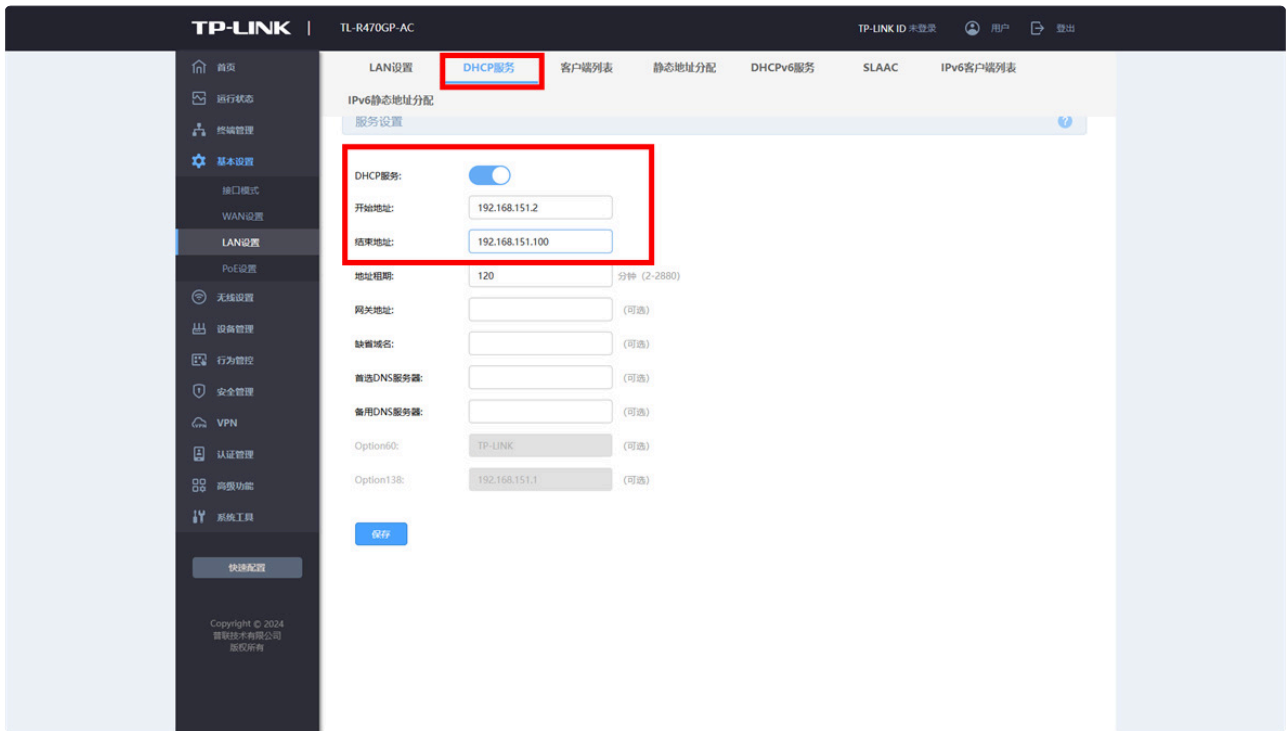 TP-LINK | TL-R470GP-AC TP-LINK ID 未登录 用户 登出
首页
运行状态
终端管理
基本设置
接口模式
WAN设置
LAN设置
PoE设置
无线设置
设备管理
行为管控
安全管理
VPN
认证管理
高级功能
系统工具
快速配置
Copyright © 2024
普联技术有限公司
版权所有
LAN设置 DHCP服务 客户端列表 静态地址分配 DHCPv6服务 SLAAC IPv6客户端列表
IPv6静态地址分配
服务设置 ?
DHCP服务:
开始地址: 192.168.151.2
结束地址: 192.168.151.100
地址租期: 120 分钟 (2-2880)
网关地址: (可选)
缺省域名: (可选)
首选DNS服务器: (可选)
备用DNS服务器: (可选)
Option60: TP-LINK (可选)
Option138: 192.168.151.1 (可选)
保存